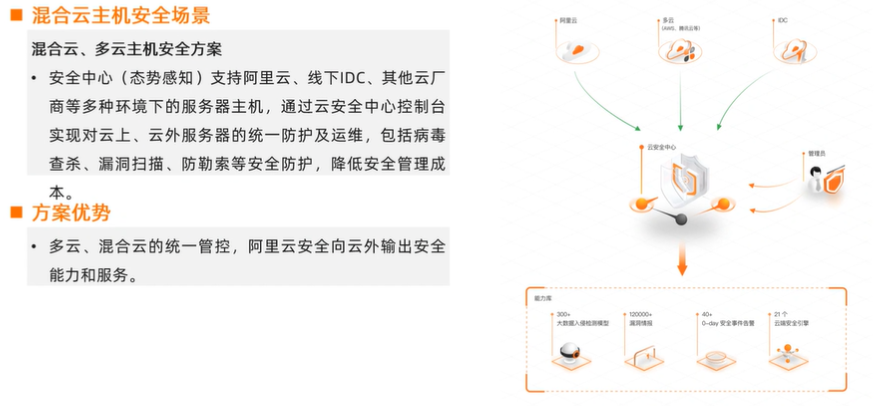 混合云主机安全场景
混合云、多云主机安全方案
• 安全中心（态势感知）支持阿里云、线下IDC、其他云厂
商等多种环境下的服务器主机，通过云安全中心控制台
实现对云上、云外服务器的统一防护及运维，包括病毒
查杀、漏洞扫描、防勒索等安全防护，降低安全管理成
本。
方案优势
• 多云、混合云的统一管控，阿里云安全向云外输出安全
能力和服务。
阿里云
多云
(AWS、腾讯云等)
IDC
云安全中心
管理员
能力库
300+
大数据入侵检测模型
120000+
漏洞情报
40+
0-day 安全事件告警
21 个
云端安全引擎